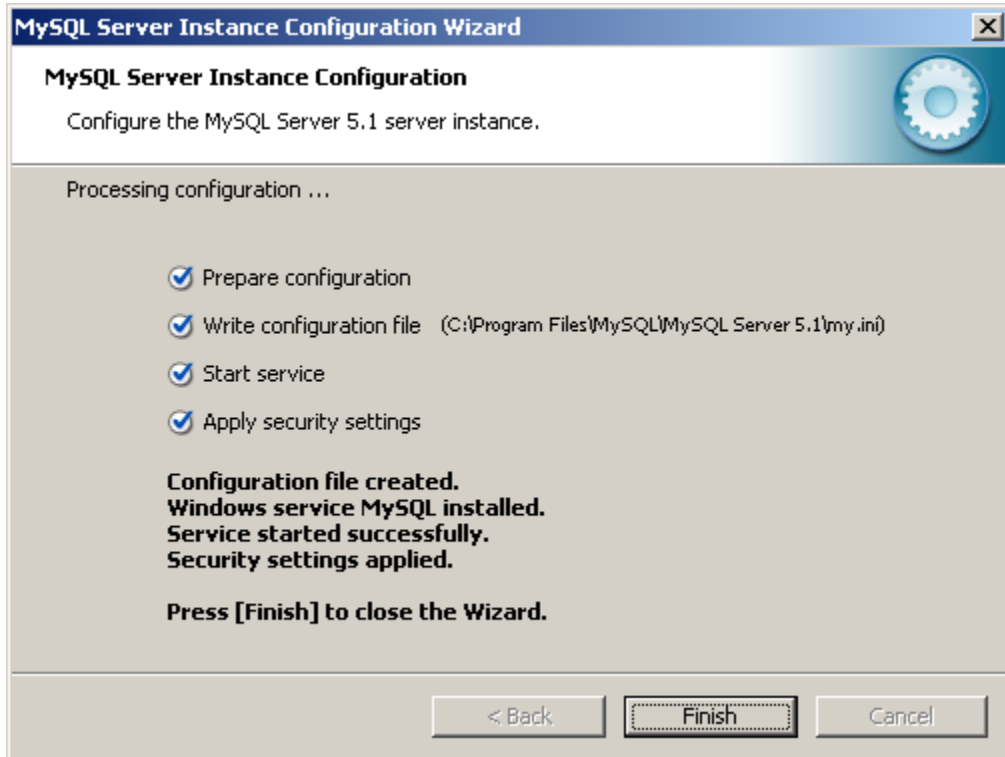 MySQL Server Instance Configuration Wizard
MySQL Server Instance Configuration
Configure the MySQL Server 5.1 server instance.
Processing configuration ...
Prepare configuration
Write configuration file (C:\Program Files\MySQL\MySQL Server 5.1\my.ini)
Start service
Apply security settings
Configuration file created.
Windows service MySQL installed.
Service started successfully.
Security settings applied.
Press [Finish] to close the Wizard.
< Back Finish Cancel